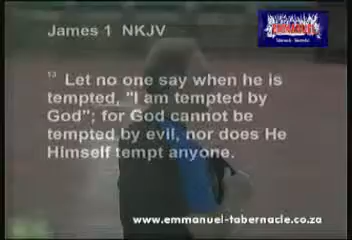 James 1 NKJV
EMMANUEL
13 Let no one say when he is
tempted, "I am tempted by
God"; for God cannot be
tempted by evil, nor does He
Himself tempt anyone.
www.emmanuel-tabernacle.co.za